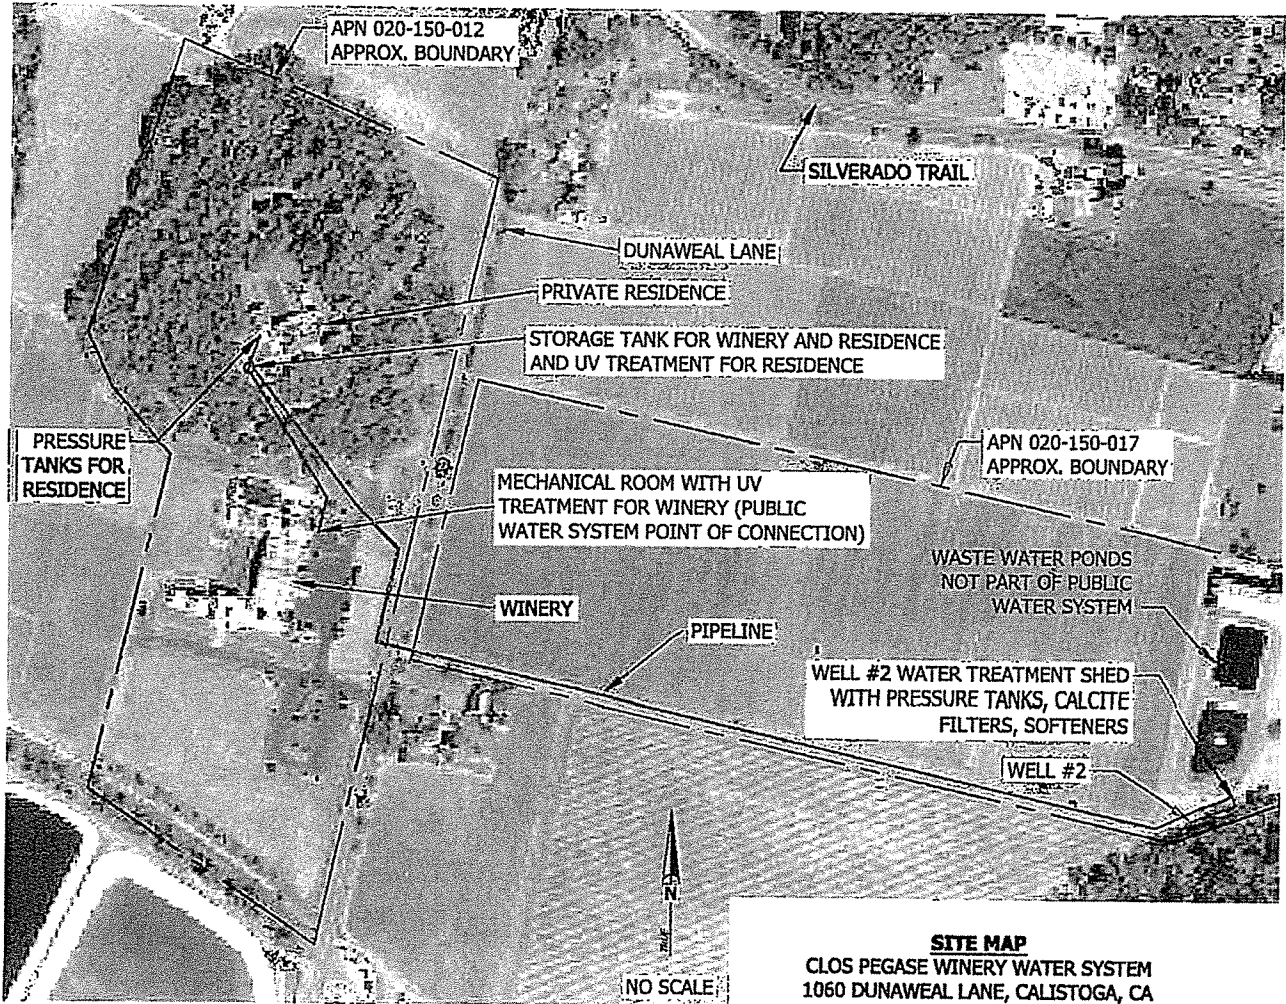 APN 020-150-012
APPROX. BOUNDARY
SILVERADO TRAIL
DUNAWEAL LANE
PRIVATE RESIDENCE
STORAGE TANK FOR WINERY AND RESIDENCE
AND UV TREATMENT FOR RESIDENCE
PRESSURE
TANKS FOR
RESIDENCE
APN 020-150-017
APPROX. BOUNDARY
MECHANICAL ROOM WITH UV
TREATMENT FOR WINERY (PUBLIC
WATER SYSTEM POINT OF CONNECTION)
WASTE WATER PONDS
NOT PART OF PUBLIC
WATER SYSTEM
WINERY
PIPELINE
WELL #2 WATER TREATMENT SHED
WITH PRESSURE TANKS, CALCITE
FILTERS, SOFTENERS
WELL #2
N
TRUE
NO SCALE
SITE MAP
CLOS PEGASE WINERY WATER SYSTEM
1060 DUNAWEAL LANE, CALISTOGA, CA